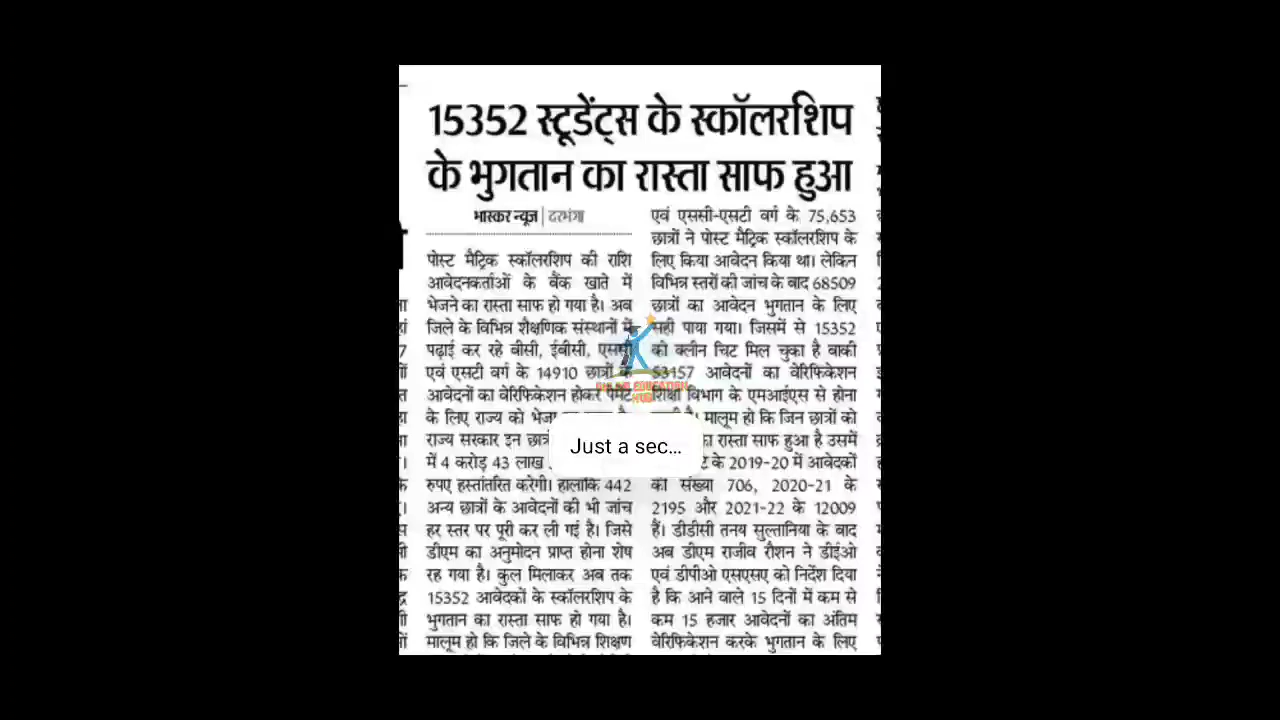 15352 स्टूडेंट्स के स्कॉलरशिप
के भुगतान का रास्ता साफ हुआ
भास्कर न्यूज | दरभंगा
पोस्ट मैट्रिक स्कॉलरशिप की राशि
आवेदनकर्ताओं के बैंक खाते में
भेजने का रास्ता साफ हो गया है। अब
जिले के विभिन्न शैक्षणिक संस्थानों में
पढ़ाई कर रहे बीसी, ईबीसी, एससी
एवं एसटी वर्ग के 14910 छात्रों के
आवेदनों का वेरिफिकेशन होकर पेमेंट
के लिए राज्य को भेजा
राज्य सरकार इन छात्रों
में 4 करोड़ 43 लाख
रुपए हस्तांतरित करेगी। हालांकि 442
अन्य छात्रों के आवेदनों की भी जांच
हर स्तर पर पूरी कर ली गई है। जिसे
डीएम का अनुमोदन प्राप्त होना शेष
रह गया है। कुल मिलाकर अब तक
15352 आवेदकों के स्कॉलरशिप के
भुगतान का रास्ता साफ हो गया है।
मालूम हो कि जिले के विभिन्न शिक्षण
एवं एससी-एसटी वर्ग के 75,653
छात्रों ने पोस्ट मैट्रिक स्कॉलरशिप के
लिए किया आवेदन किया था। लेकिन
विभिन्न स्तरों की जांच के बाद 68509
छात्रों का आवेदन भुगतान के लिए
सही पाया गया। जिसमें से 15352
को क्लीन चिट मिल चुका है बाकी
53157 आवेदनों का वेरिफिकेशन
शिक्षा विभाग के एमआईएस से होना
मालूम हो कि जिन छात्रों को
का रास्ता साफ हुआ है उसमें
के 2019-20 में आवेदकों
की संख्या 706, 2020-21 के
2195 और 2021-22 के 12009
हैं। डीडीसी तनय सुल्तानिया के बाद
अब डीएम राजीव रौशन ने डीईओ
एवं डीपीओ एसएसए को निर्देश दिया
है कि आने वाले 15 दिनों में कम से
कम 15 हजार आवेदनों का अंतिम
वेरिफिकेशन करके भुगतान के लिए
Just a sec...